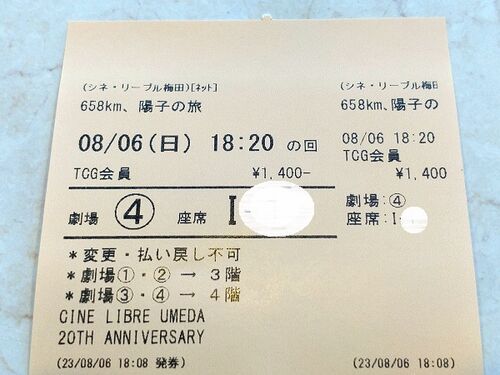 (シネ・リーブル梅田)[ネット]
658km、陽子の旅
08/06(日) 18:20 の回
TCG会員 ¥1,400-
劇場 ④ 座席 I-
*変更・払い戻し不可
*劇場①・② → 3階
*劇場③・④ → 4階
CINE LIBRE UMEDA
20TH ANNIVERSARY
(23/08/06 18:08 発券)
(シネ・リーブル梅田
658km、陽子の
08/06 18:20
TCG会員
¥1,400
劇場:④
座席:I-
(23/08/06 18:08)